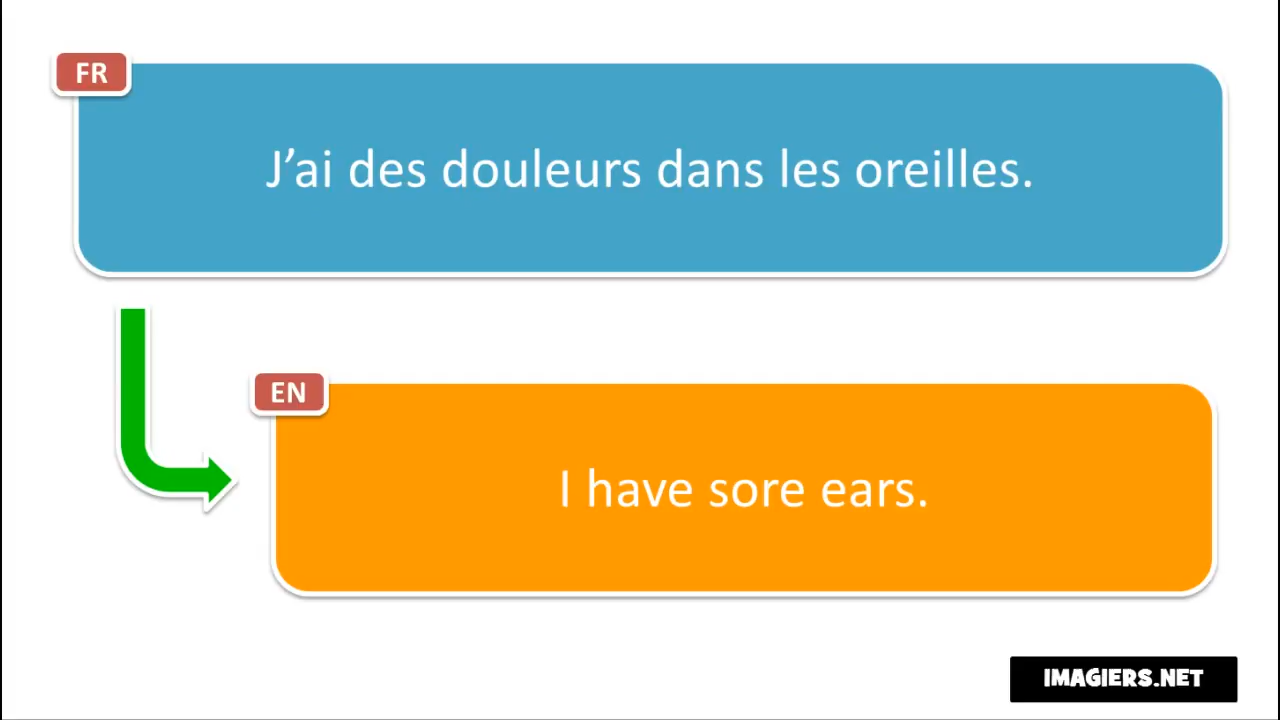 FR
J’ai des douleurs dans les oreilles.
EN
I have sore ears.
IMAGIERS.NET